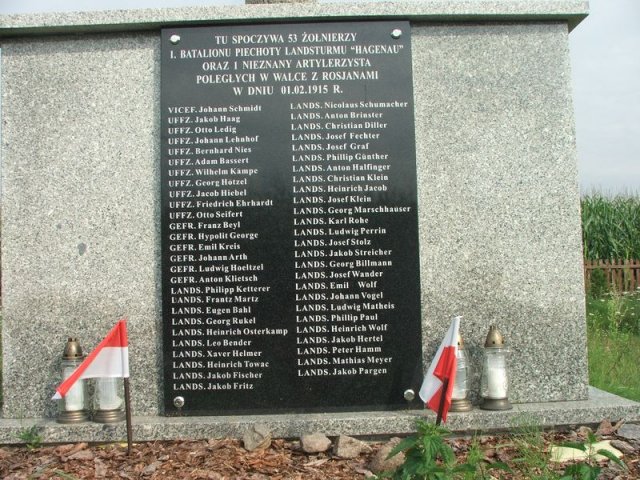 TU SPOCZYWA 53 ŻOŁNIERZY
1. BATALIONU PIECHOTY LANDSTURMU "HAGENAU"
ORAZ 1 NIEZNANY ARTYLERZYSTA
POLEGŁYCH W WALCE Z ROSJANAMI
W DNIU 01.02.1915 R.
VICEF. Johann Schmidt
UFFZ. Jakob Haag
UFFZ. Otto Ledig
UFFZ. Johann Lehnhof
UFFZ. Bernhard Nies
UFFZ. Adam Bassert
UFFZ. Wilhelm Kampe
UFFZ. Georg Hotzel
UFFZ. Jacob Hiebel
UFFZ. Friedrich Ehrhardt
UFFZ. Otto Seifert
GEFR. Franz Beyl
GEFR. Hypolit George
GEFR. Emil Kreis
GEFR. Johann Arth
GEFR. Ludwig Hoeltzel
GEFR. Anton Klietsch
LANDS. Philipp Ketterer
LANDS. Frantz Martz
LANDS. Eugen Bahl
LANDS. Georg Rukel
LANDS. Heinrich Osterkamp
LANDS. Leo Bender
LANDS. Xaver Helmer
LANDS. Heinrich Towac
LANDS. Jakob Fischer
LANDS. Jakob Fritz
LANDS. Nicolaus Schumacher
LANDS. Anton Brinster
LANDS. Christian Diller
LANDS. Josef Fechter
LANDS. Josef Graf
LANDS. Phillip Günther
LANDS. Anton Halfinger
LANDS. Christian Klein
LANDS. Heinrich Jacob
LANDS. Josef Klein
LANDS. Georg Marschhauser
LANDS. Karl Rohe
LANDS. Ludwig Perrin
LANDS. Josef Stolz
LANDS. Jakob Streicher
LANDS. Georg Billmann
LANDS. Josef Wander
LANDS. Emil Wolf
LANDS. Johann Vogel
LANDS. Ludwig Matheis
LANDS. Phillip Paul
LANDS. Heinrich Wolf
LANDS. Jakob Hertel
LANDS. Peter Hamm
LANDS. Mathias Meyer
LANDS. Jakob Pargen